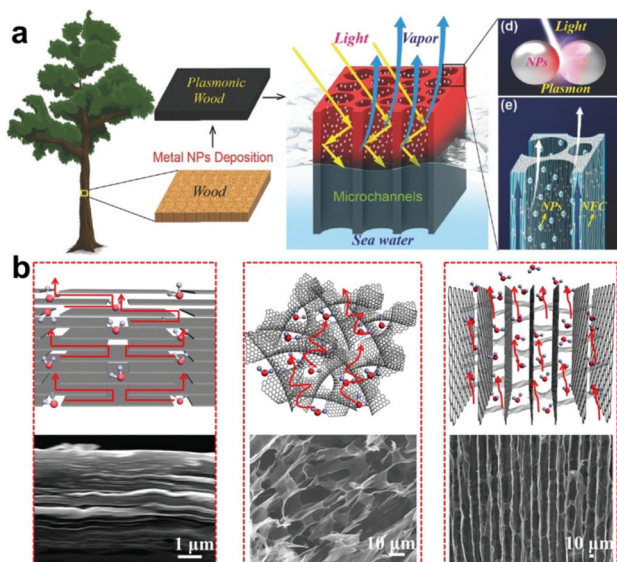 a
Plasmonic
Wood
Metal NPs Deposition
Wood
Light
Vapor
Microchannels
Sea water
(d)
Light
NPs
Plasmon
(e)
NPs
NFC
b
1 μm
10 μm
10 μm